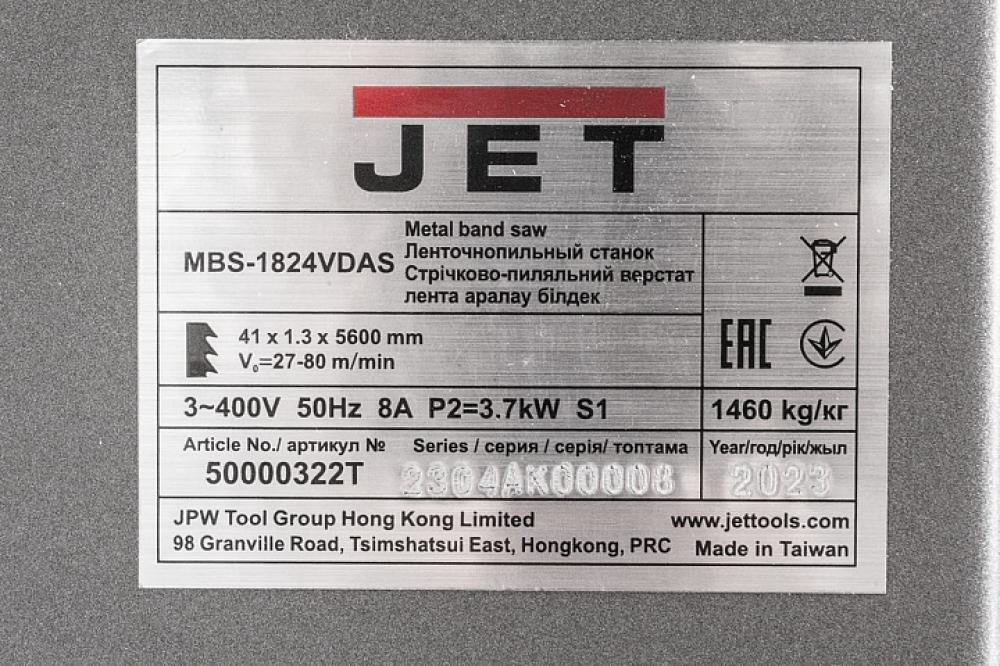 JET
MBS-1824VDAS
Metal band saw
Ленточнопильный станок
Стрічково-пиляльний верстат
лента аралау білдек
41 x 1.3 x 5600 mm
V₀=27-80 m/min
EAC
3~400V 50Hz 8A P2=3.7kW S1
1460 kg/кг
Article No./ артикул №
50000322T
Series / серия / серія/ топтама
2304AK00008
Year/год/рік/жыл
2023
JPW Tool Group Hong Kong Limited
www.jettools.com
98 Granville Road, Tsimshatsui East, Hongkong, PRC
Made in Taiwan